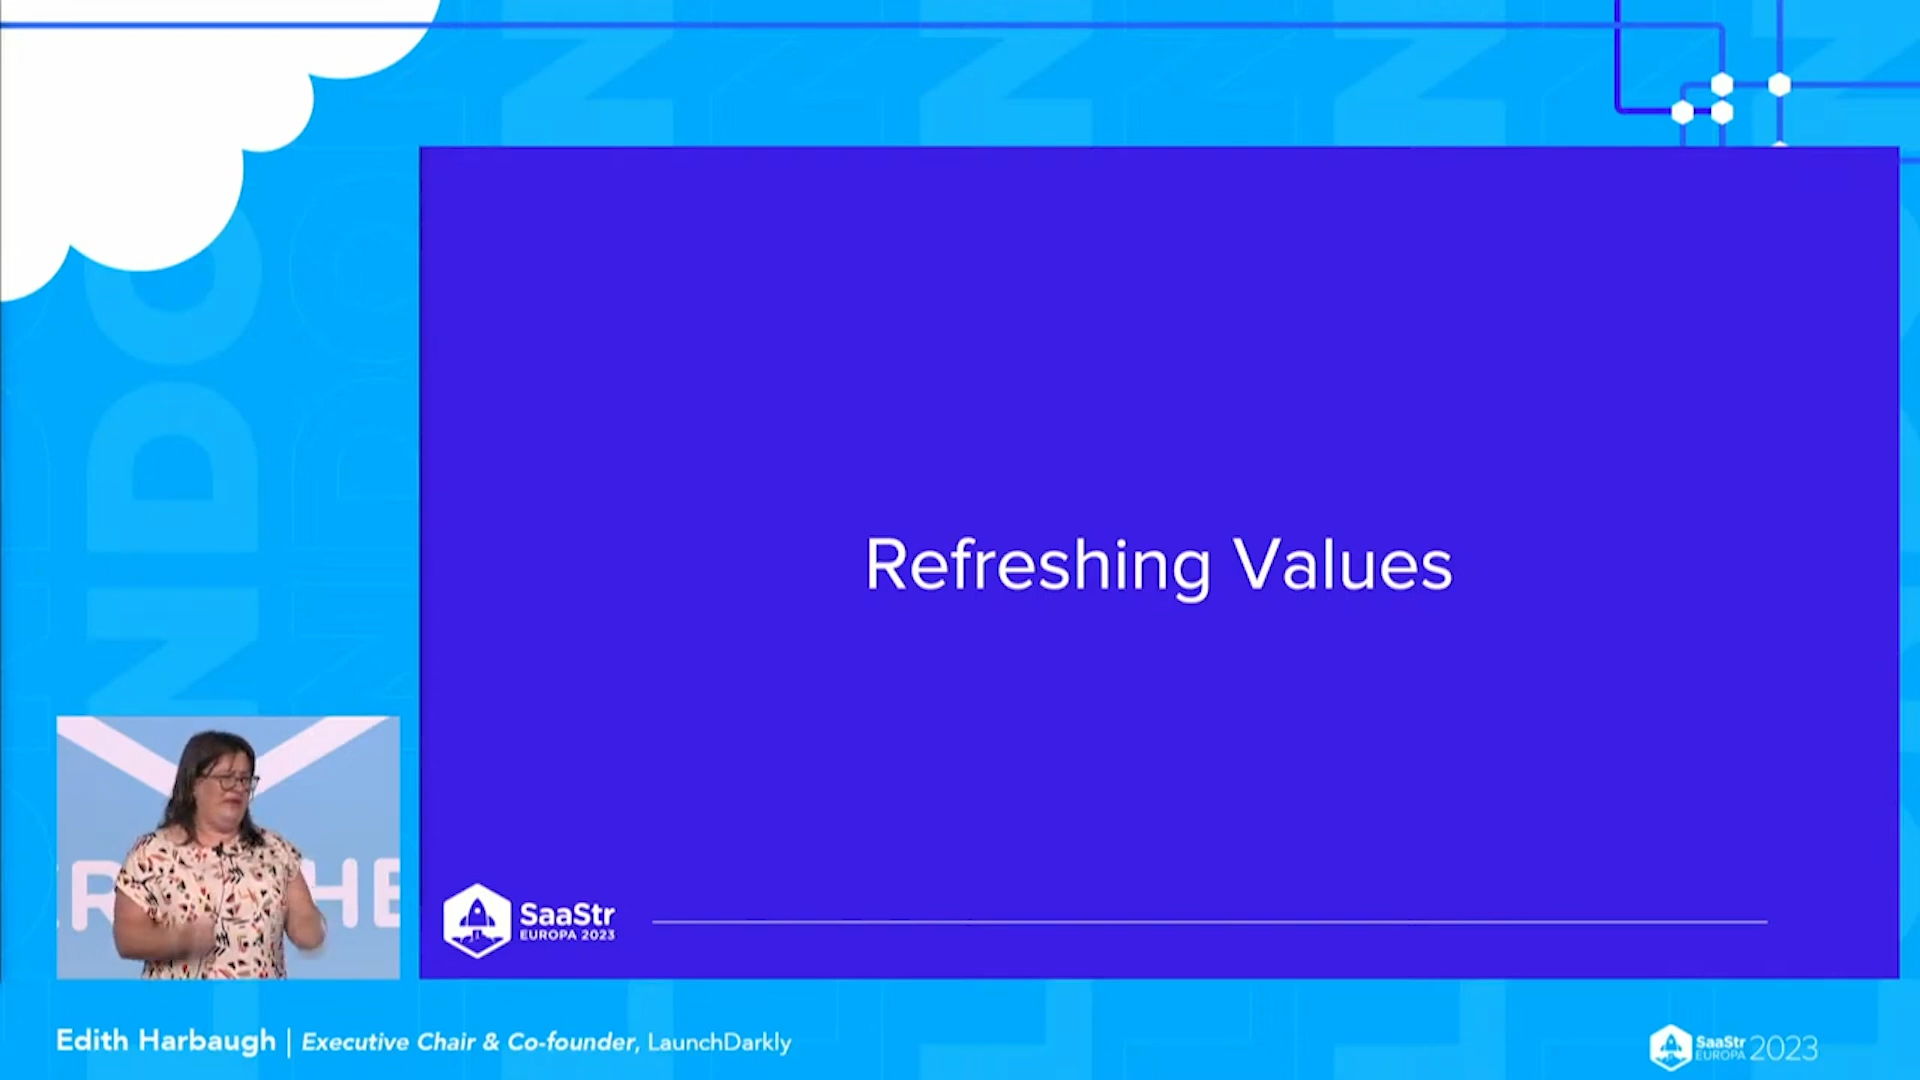 Refreshing Values
SaaStr
EUROPA 2023
Edith Harbaugh | Executive Chair & Co-founder, LaunchDarkly
SaaStr
EUROPA 2023